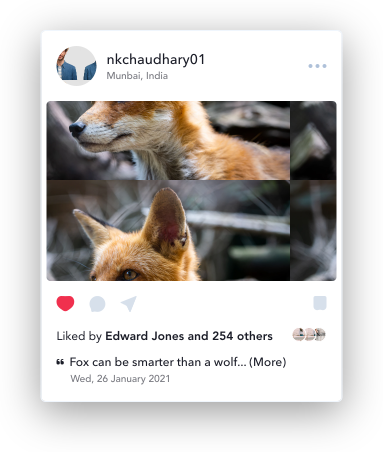 nkchaudhary01
Munbai, India
Liked by Edward Jones and 254 others
❝ Fox can be smarter than a wolf... (More)
Wed, 26 January 2021